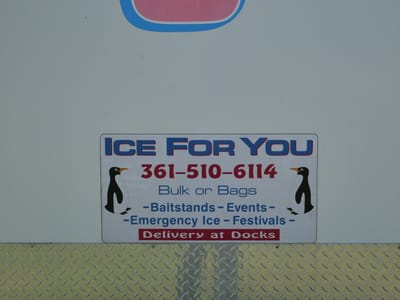 ICE FOR YOU
361-510-6114
Bulk or Bags
-Baitstands - Events-
-Emergency Ice - Festivals-
Delivery at Docks